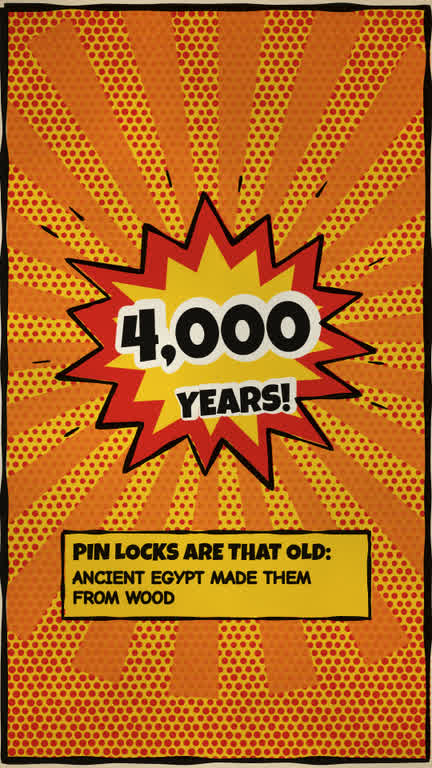 4,000
YEARS!
PIN LOCKS ARE THAT OLD:
ANCIENT EGYPT MADE THEM
FROM WOOD